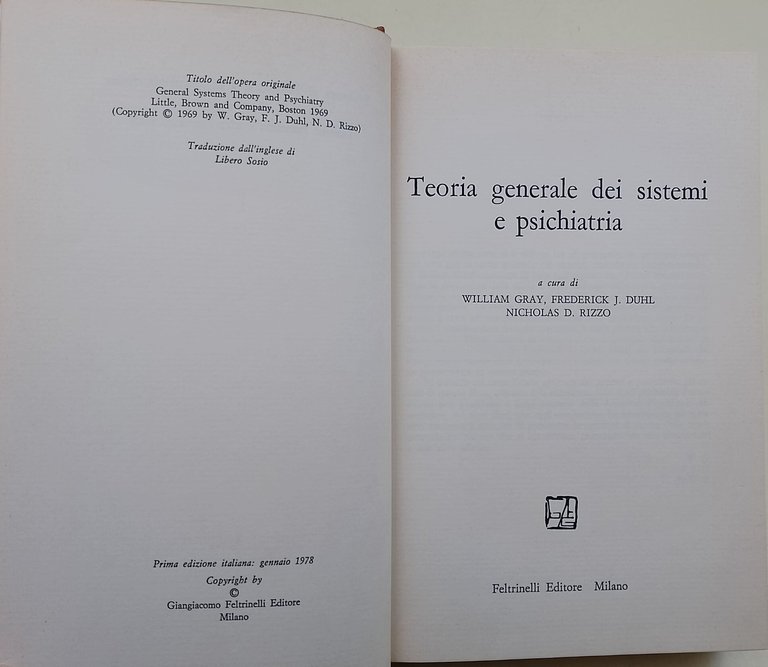 Titolo dell'opera originale
General Systems Theory and Psychiatry
Little, Brown and Company, Boston 1969
(Copyright © 1969 by W. Gray, F. J. Duhl, N. D. Rizzo)
Traduzione dall'inglese di
Libero Sosio
Prima edizione italiana: gennaio 1978
Copyright by
©
Giangiacomo Feltrinelli Editore
Milano
Teoria generale dei sistemi
e psichiatria
a cura di
WILLIAM GRAY, FREDERICK J. DUHL
NICHOLAS D. RIZZO
Feltrinelli Editore Milano